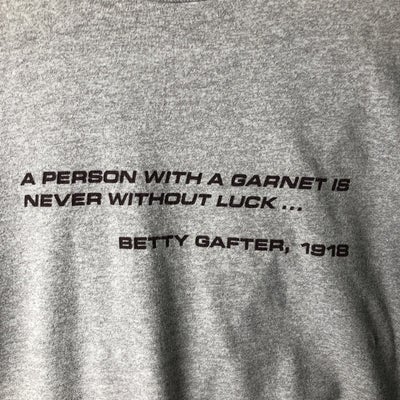 A PERSON WITH A GARNET IS
NEVER WITHOUT LUCK ...
BETTY GAFTER, 1918